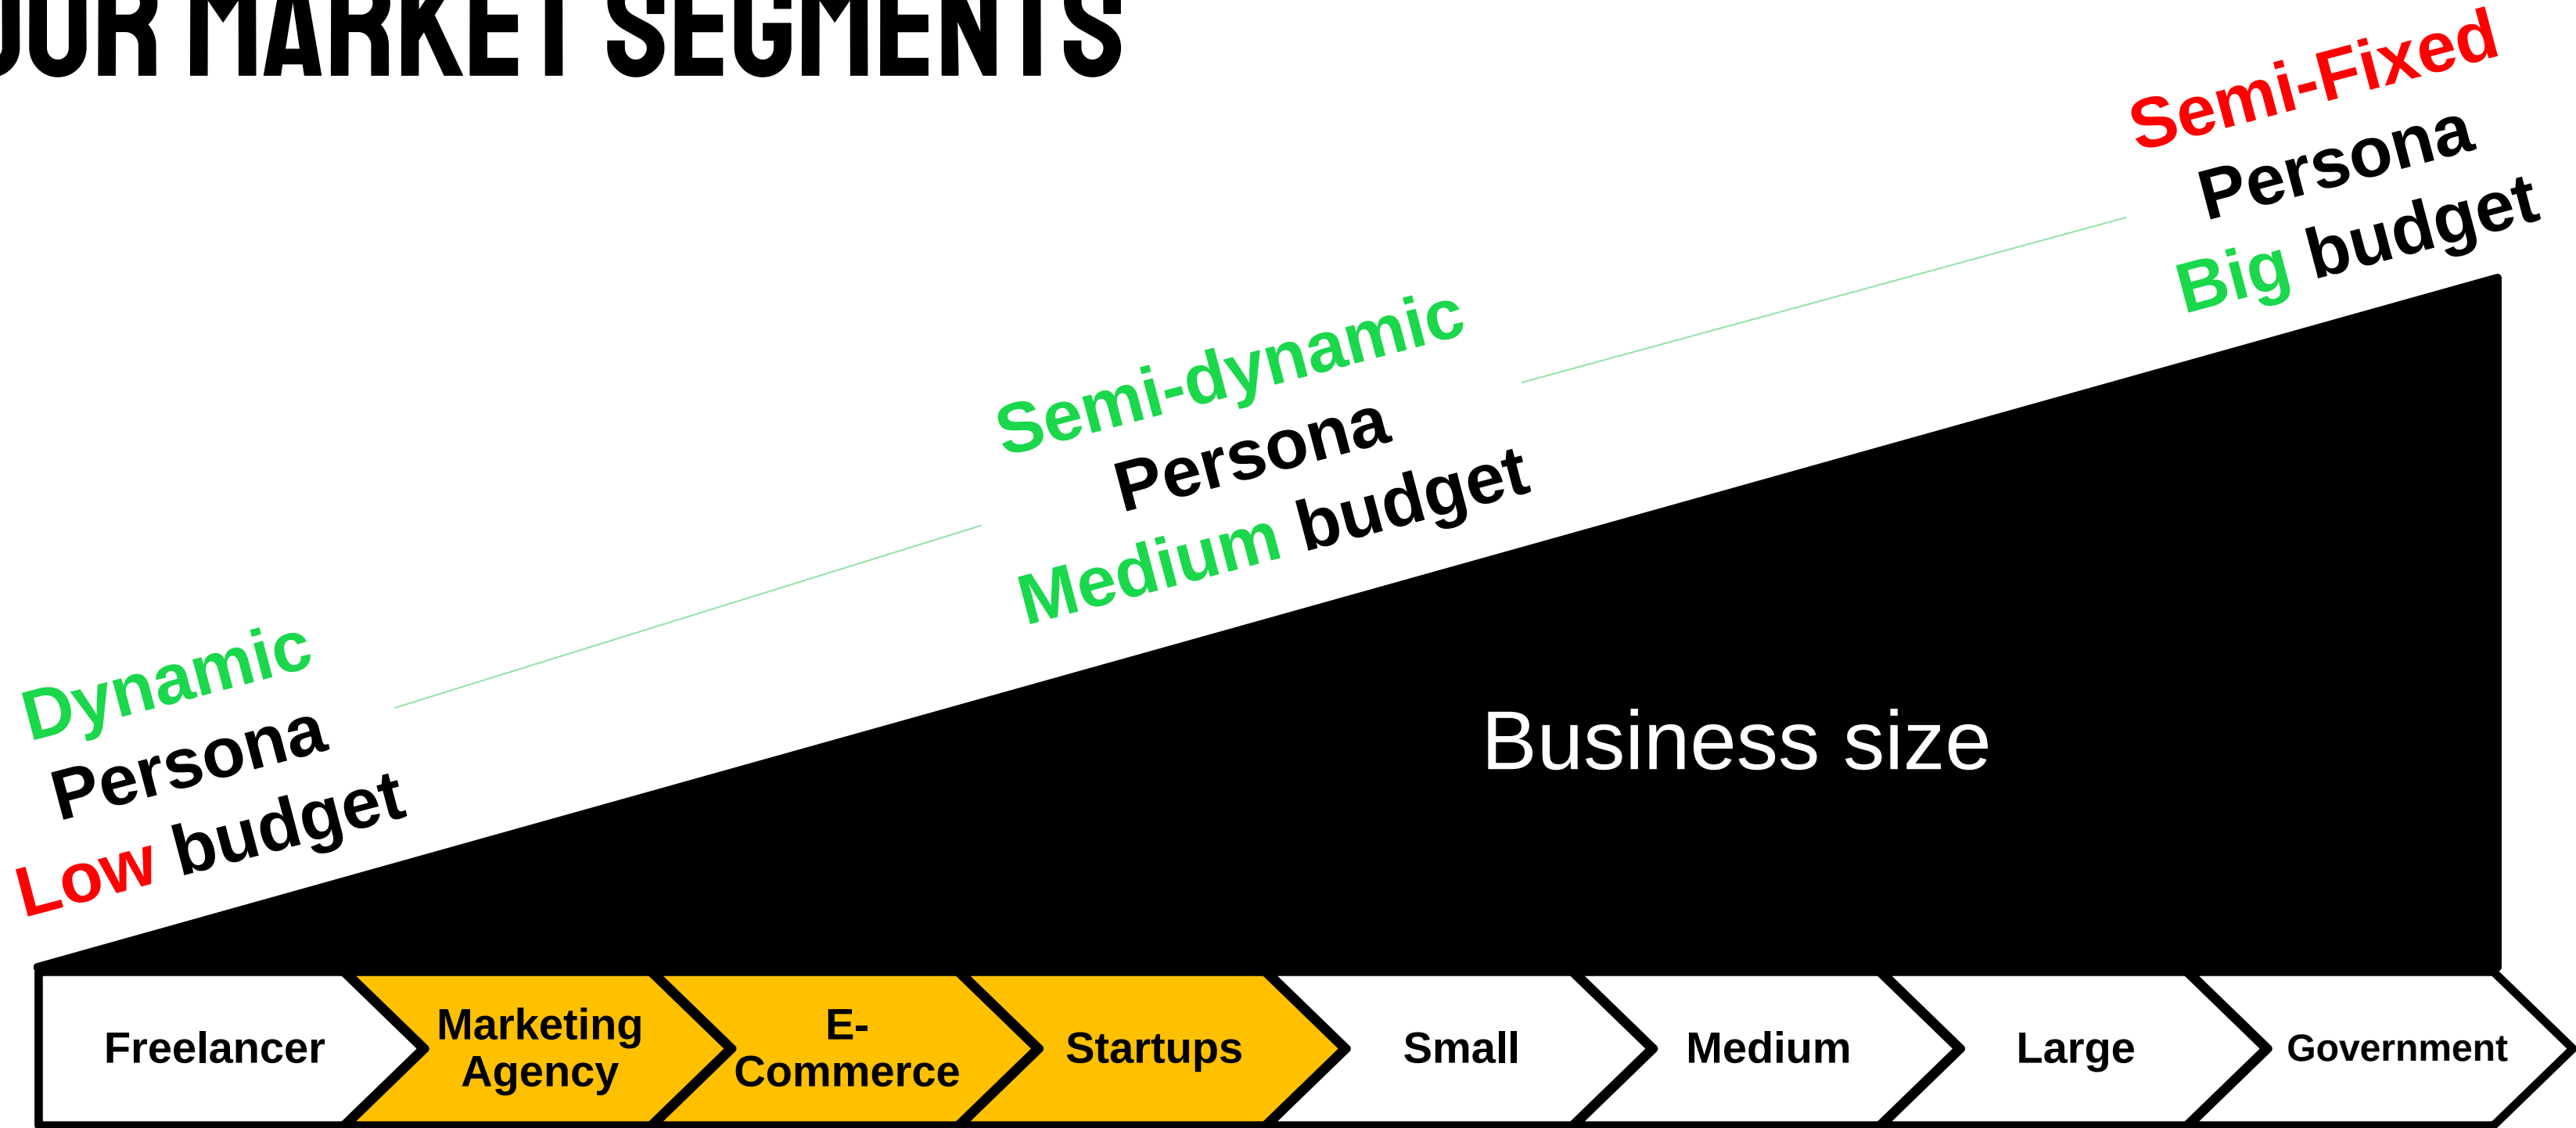 OUR MARKET SEGMENTS
Semi-Fixed
Persona
Big budget
Semi-dynamic
Persona
Medium budget
Dynamic
Persona
Low budget
Business size
Freelancer
Marketing
Agency
E-
Commerce
Startups
Small
Medium
Large
Government